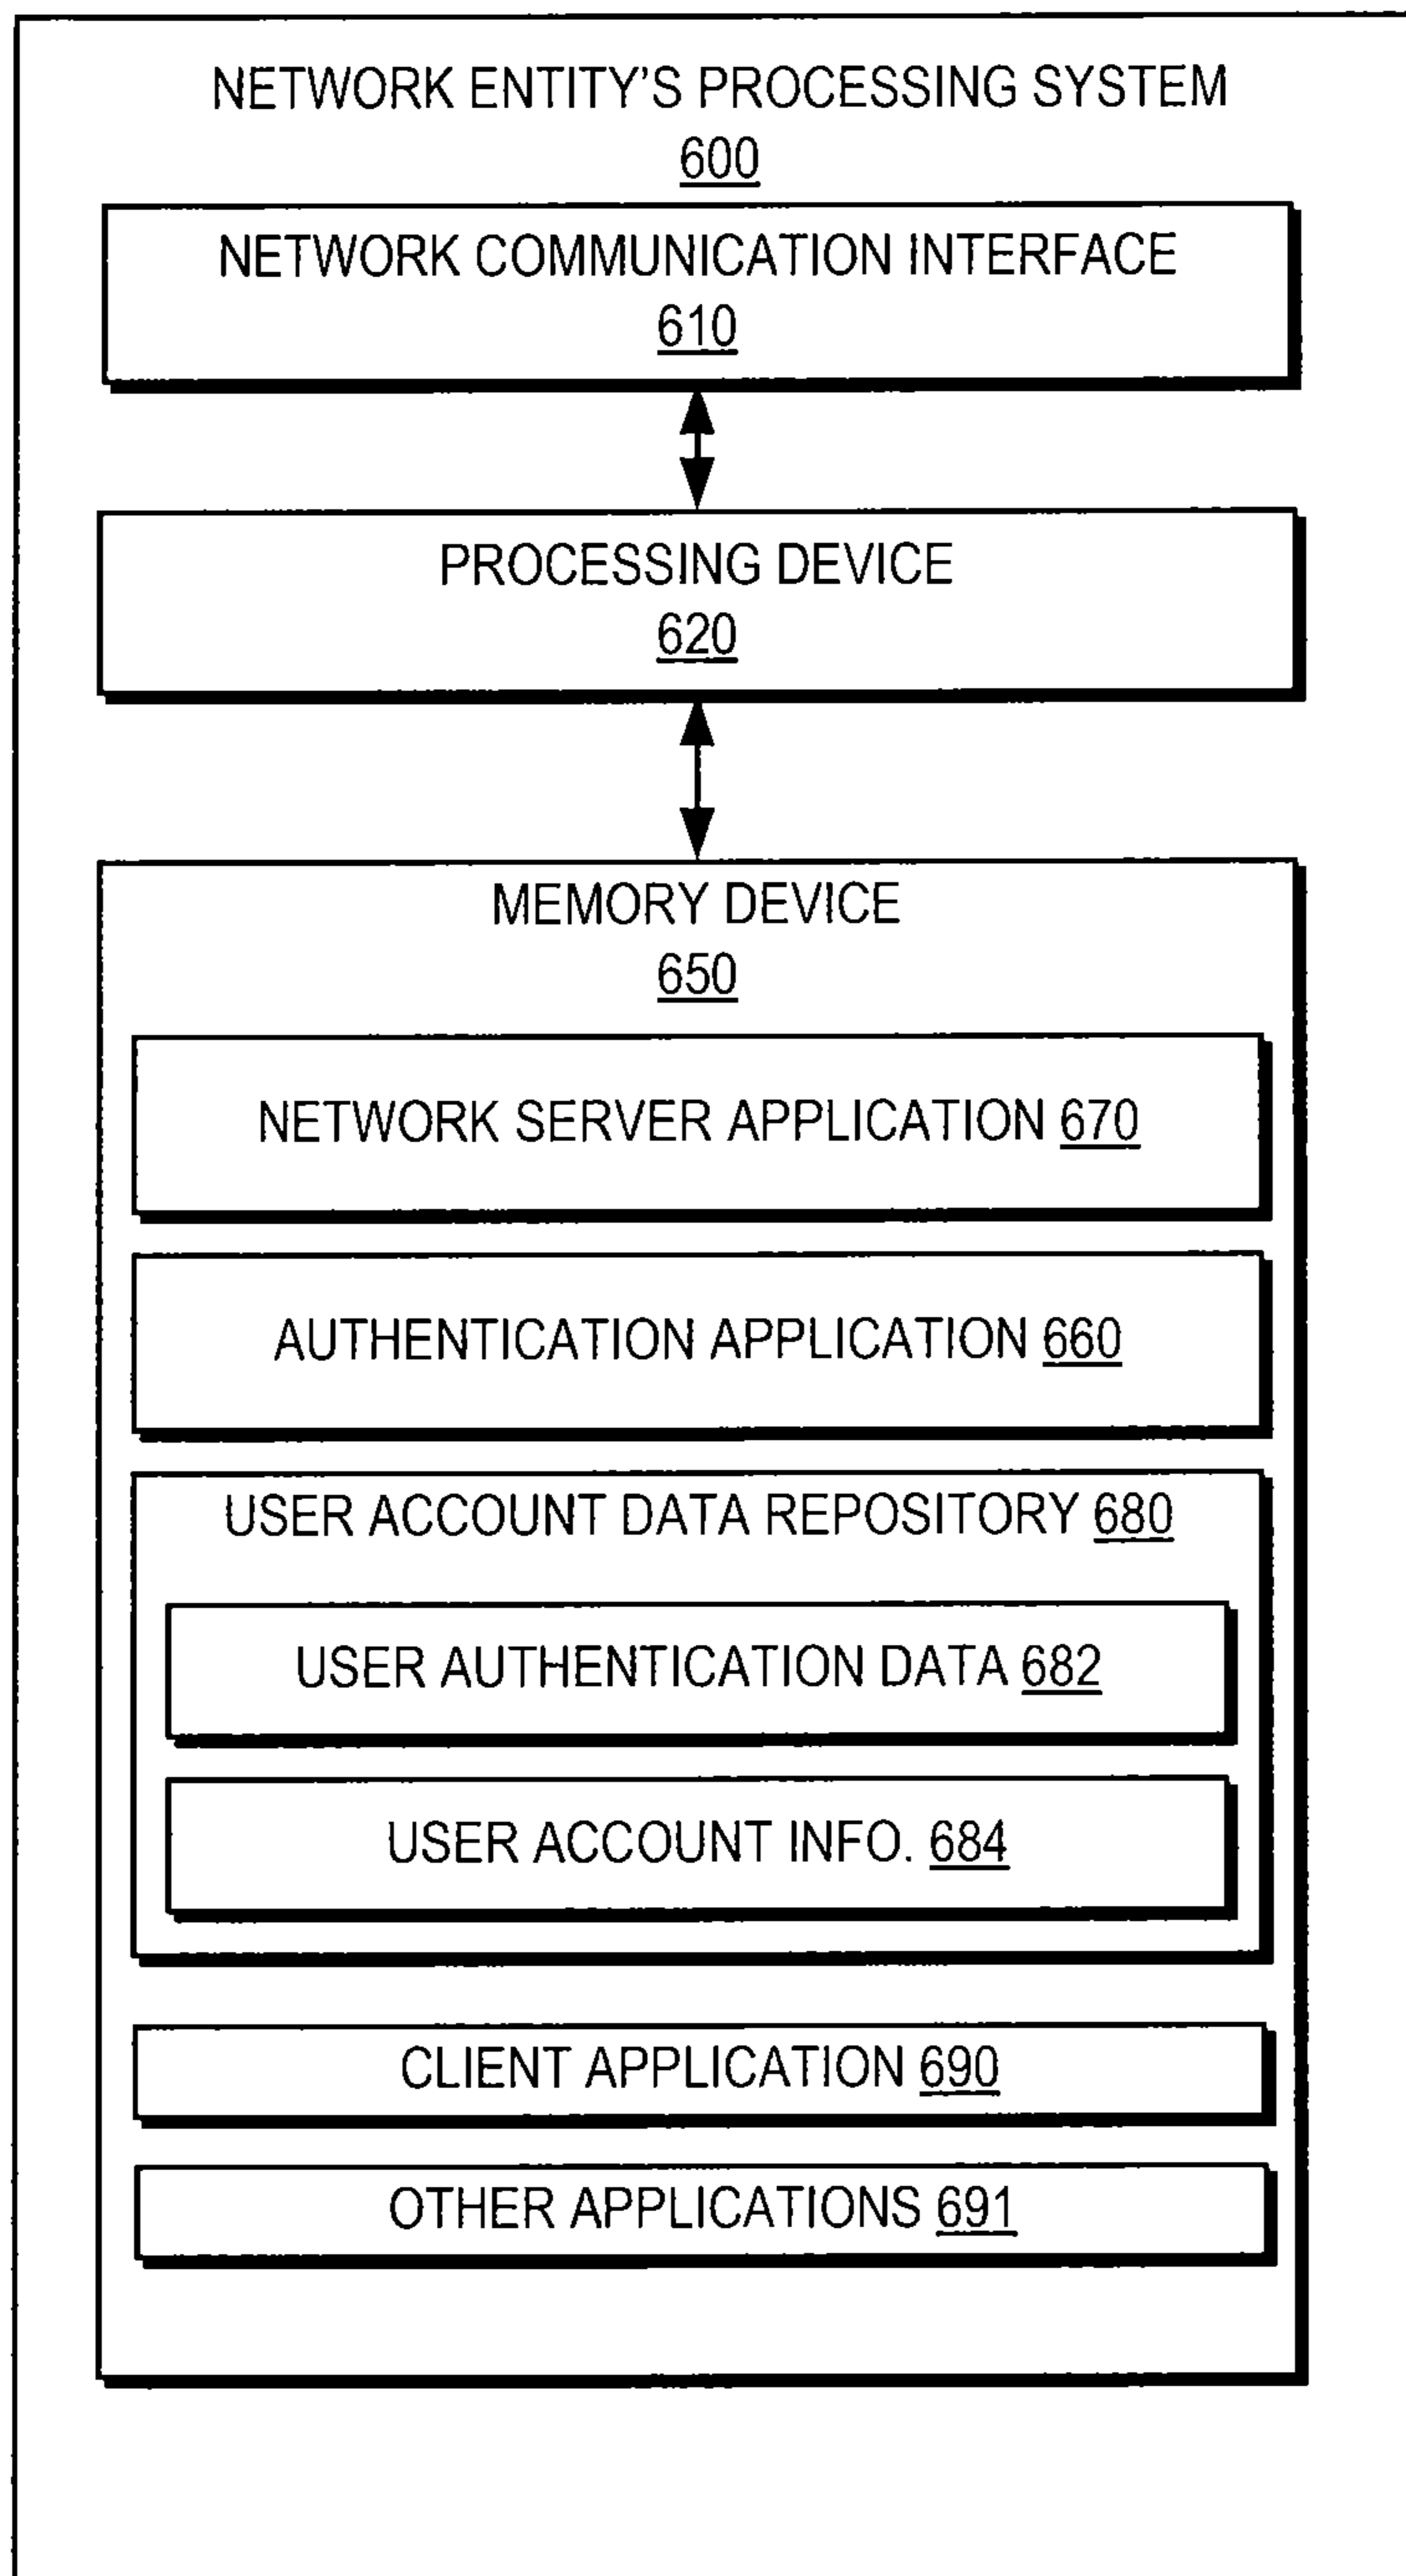 NETWORK ENTITY'S PROCESSING SYSTEM
600
NETWORK COMMUNICATION INTERFACE
610
PROCESSING DEVICE
620
MEMORY DEVICE
650
NETWORK SERVER APPLICATION 670
AUTHENTICATION APPLICATION 660
USER ACCOUNT DATA REPOSITORY 680
USER AUTHENTICATION DATA 682
USER ACCOUNT INFO. 684
CLIENT APPLICATION 690
OTHER APPLICATIONS 691